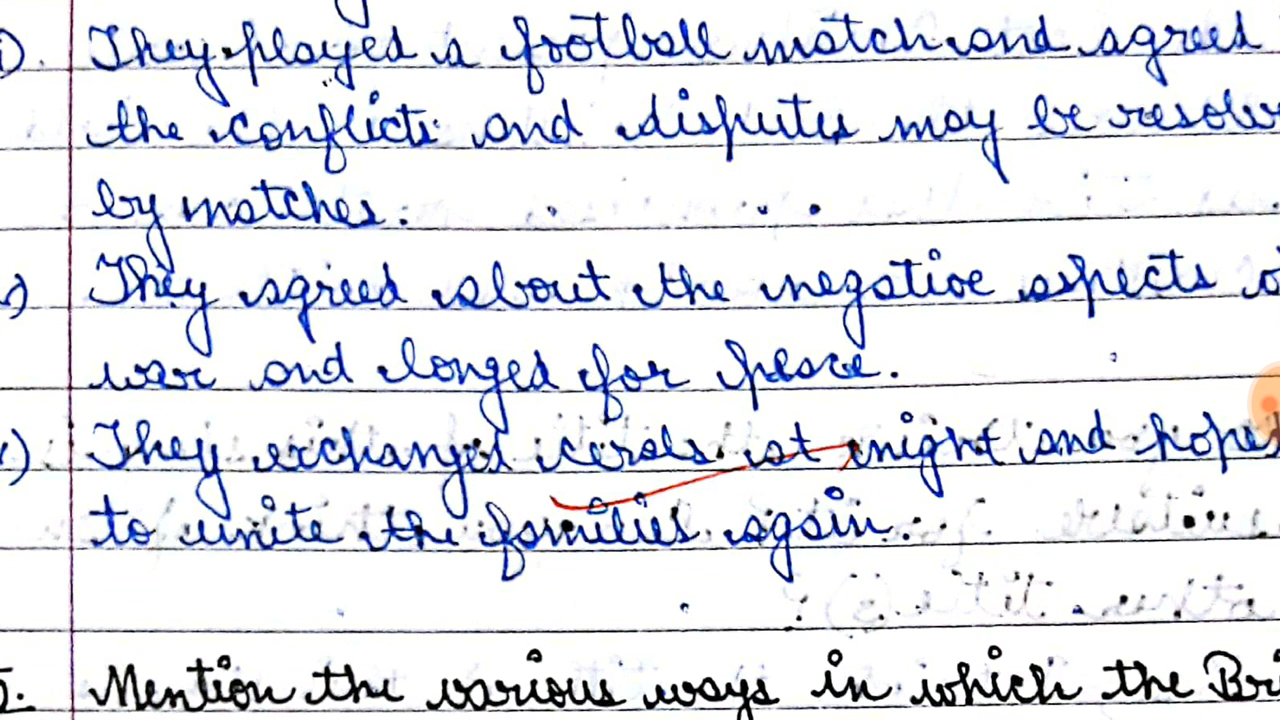 They played a football match and agreed
the conflicts and disputes may be resolv
by matches.
They agreed about the negative aspects o
war and longed for peace.
They exchanged cerols at night and hopes
to unite the families again.
5. Mention the various ways in which the Bri